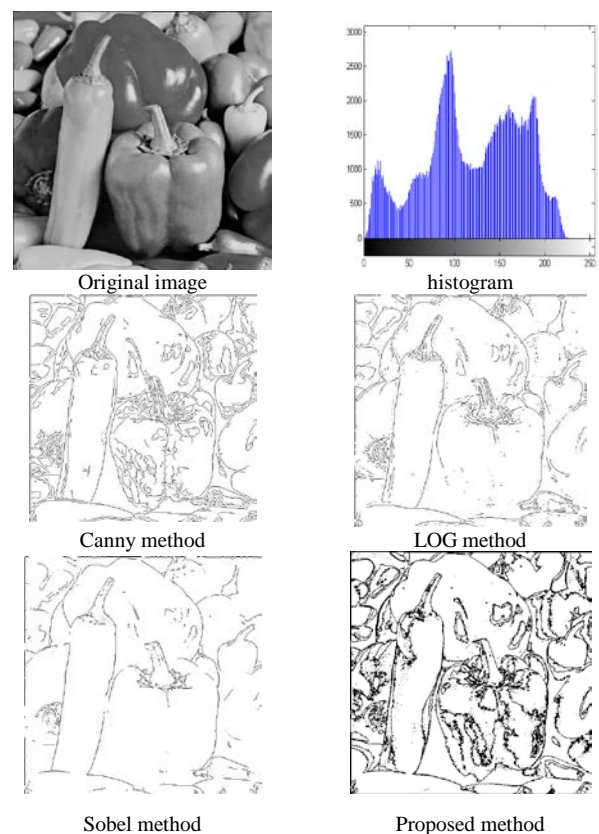 3000
2500
2000
1500
1000
500
0
0 50 100 150 200 250
Original image histogram
Canny method LOG method
Sobel method Proposed method